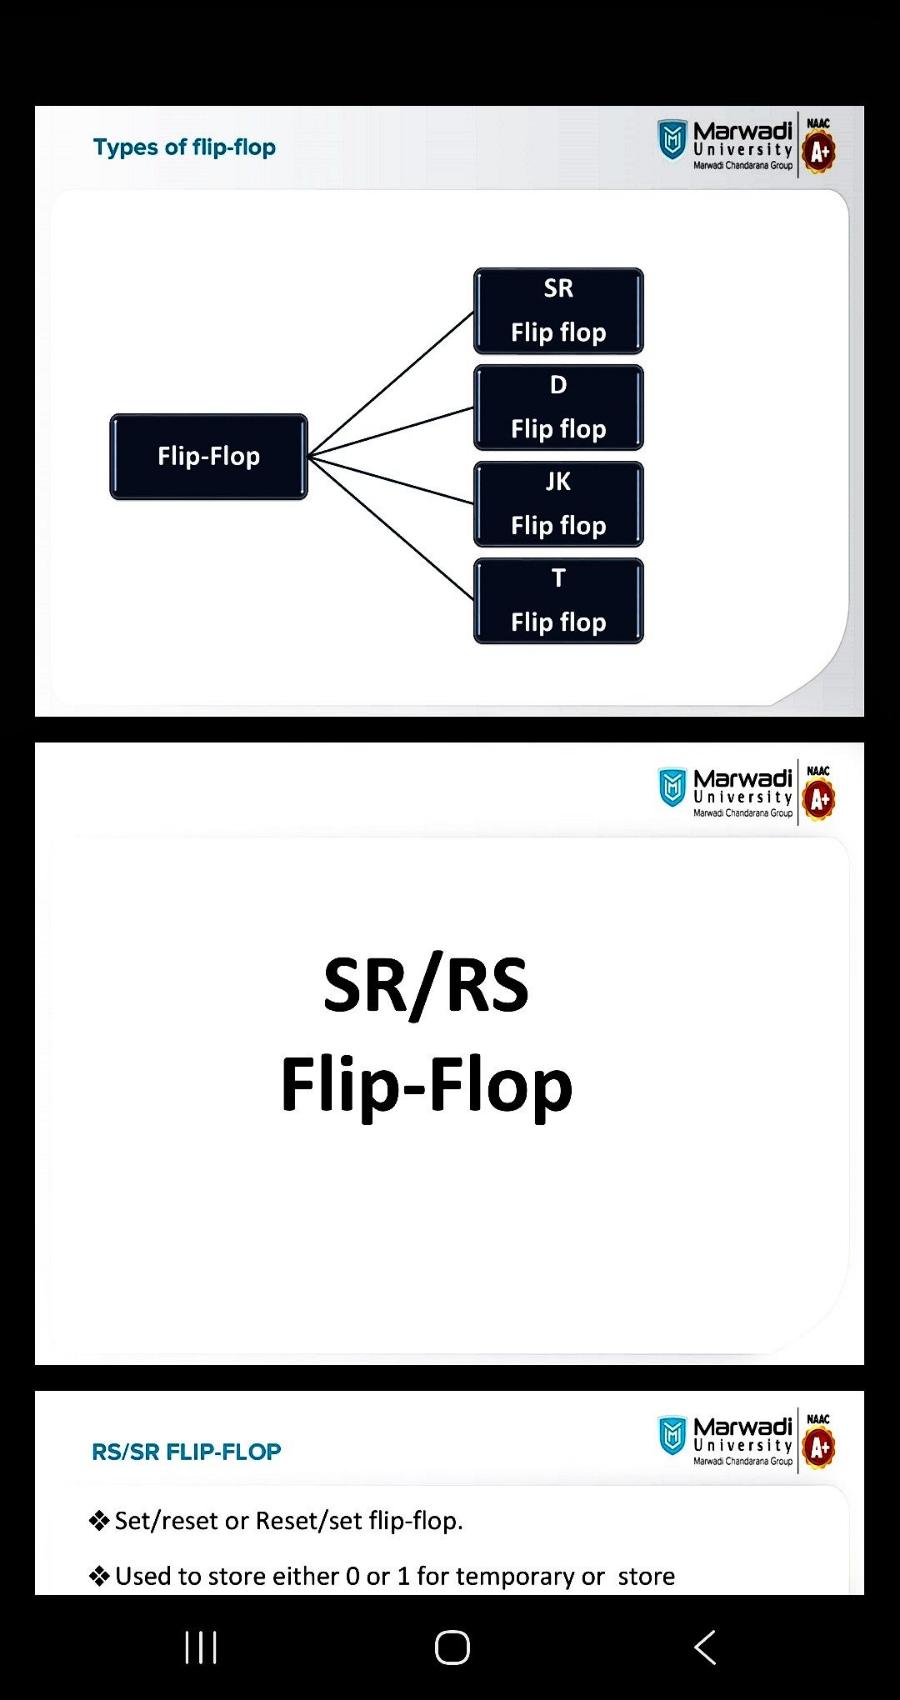 Types of flip-flop
Marwadi
University
Marwadi Chandarana Group
NAAC
A+
SR
Flip flop
D
Flip flop
Flip-Flop
JK
Flip flop
T
Flip flop
Marwadi
University
Marwadi Chandarana Group
NAAC
A+
SR/RS
Flip-Flop
Marwadi
University
Marwadi Chandarana Group
NAAC
A+
RS/SR FLIP-FLOP
❖ Set/reset or Reset/set flip-flop.
❖ Used to store either 0 or 1 for temporary or store